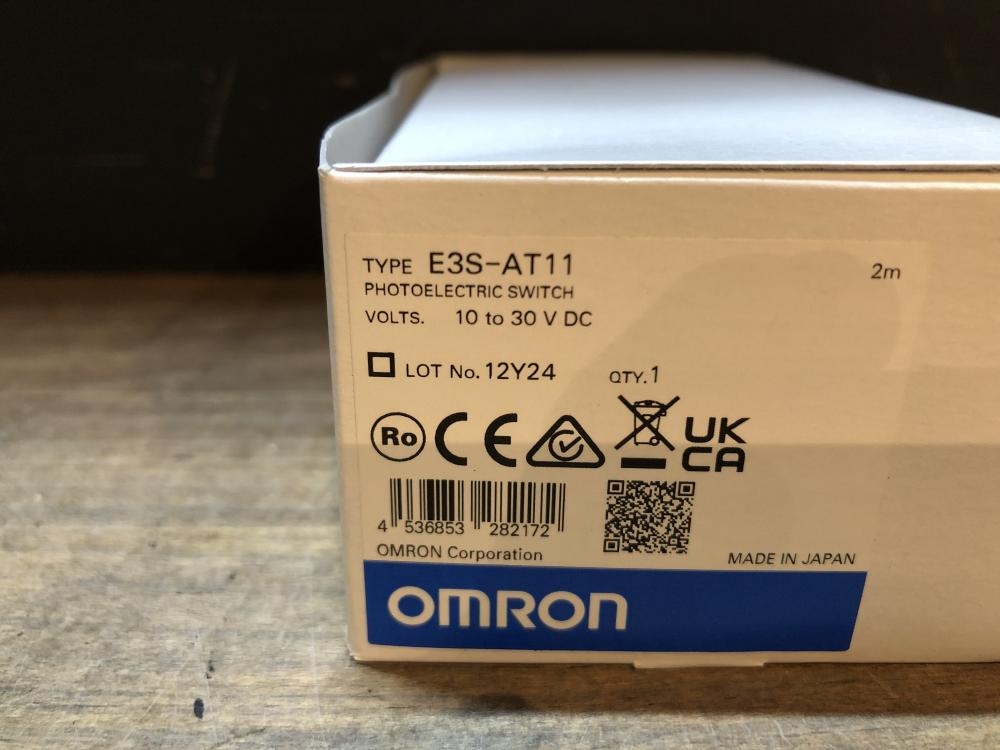 TYPE E3S-AT11 2m
PHOTOELECTRIC SWITCH
VOLTS. 10 to 30 V DC
LOT No. 12Y24 QTY. 1
Ro CE UK
CA
4 536853 282172
OMRON Corporation MADE IN JAPAN
OMRON